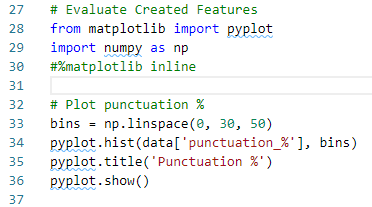 27 # Evaluate Created Features
28 from matplotlib import pyplot
29 import numpy as np
30 #%matplotlib inline
31
32 # Plot punctuation %
33 bins = np.linspace(0, 30, 50)
34 pyplot.hist(data['punctuation_%'], bins)
35 pyplot.title('Punctuation %')
36 pyplot.show()
37